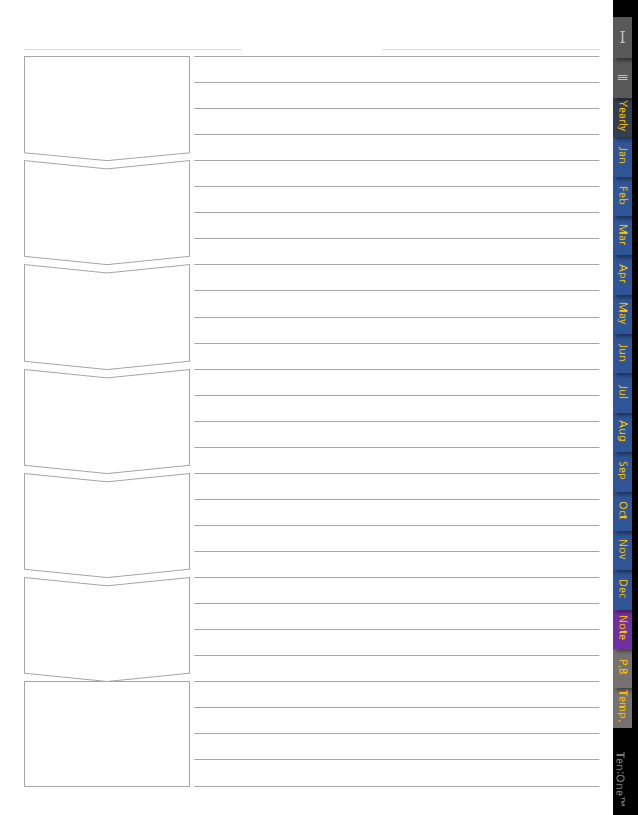 I
Yearly
Jan
Feb
Mar
Apr
May
Jun
Jul
Aug
Sep
Oct
Nov
Dec
Note
P.B
Temp.
Ten:One™